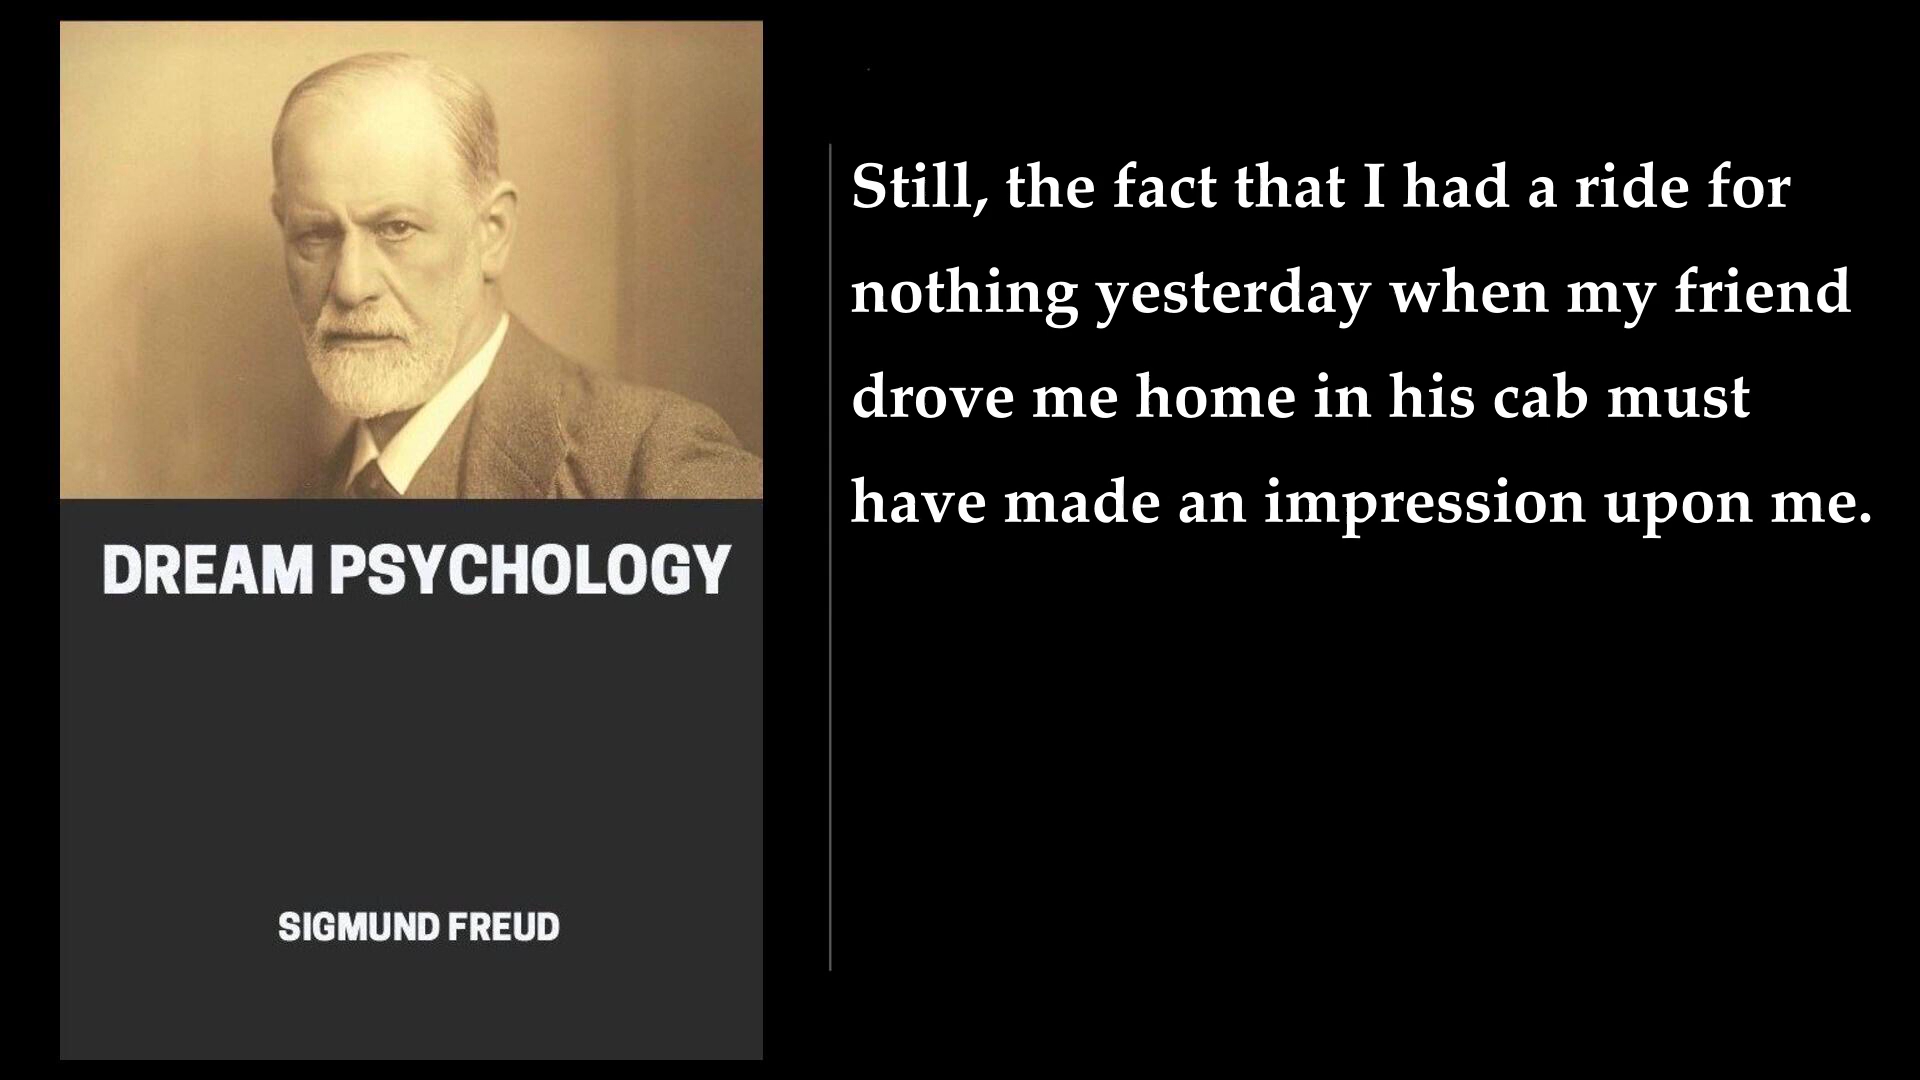 DREAM PSYCHOLOGY
SIGMUND FREUD
Still, the fact that I had a ride for
nothing yesterday when my friend
drove me home in his cab must
have made an impression upon me.